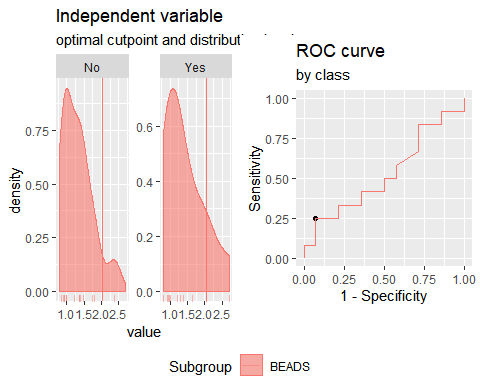 Independent variable
optimal cutpoint and distribut
No
Yes
density
0.75
0.50
0.25
0.00
0.6
0.4
0.2
0.0
1.01.52.02.5
1.01.52.02.5
value
ROC curve
by class
Sensitivity
1.00
0.75
0.50
0.25
0.00
0.00 0.25 0.50 0.75 1.00
1 - Specificity
Subgroup BEADS